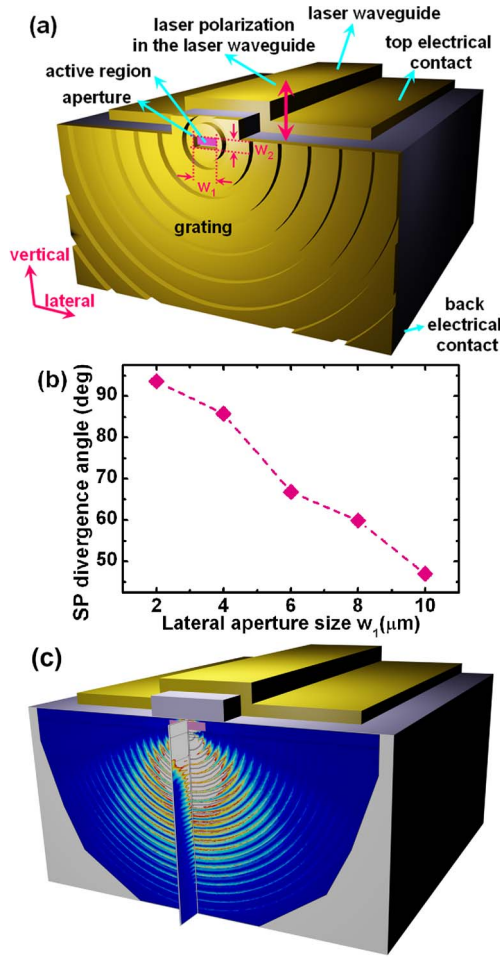 (a)
laser waveguide
laser polarization
in the laser waveguide
top electrical
contact
active region
aperture
w2
w1
grating
vertical
lateral
back
electrical
contact
(b)
SP divergence angle (deg)
90
80
70
60
50
2 4 6 8 10
Lateral aperture size w1(μm)
(c)